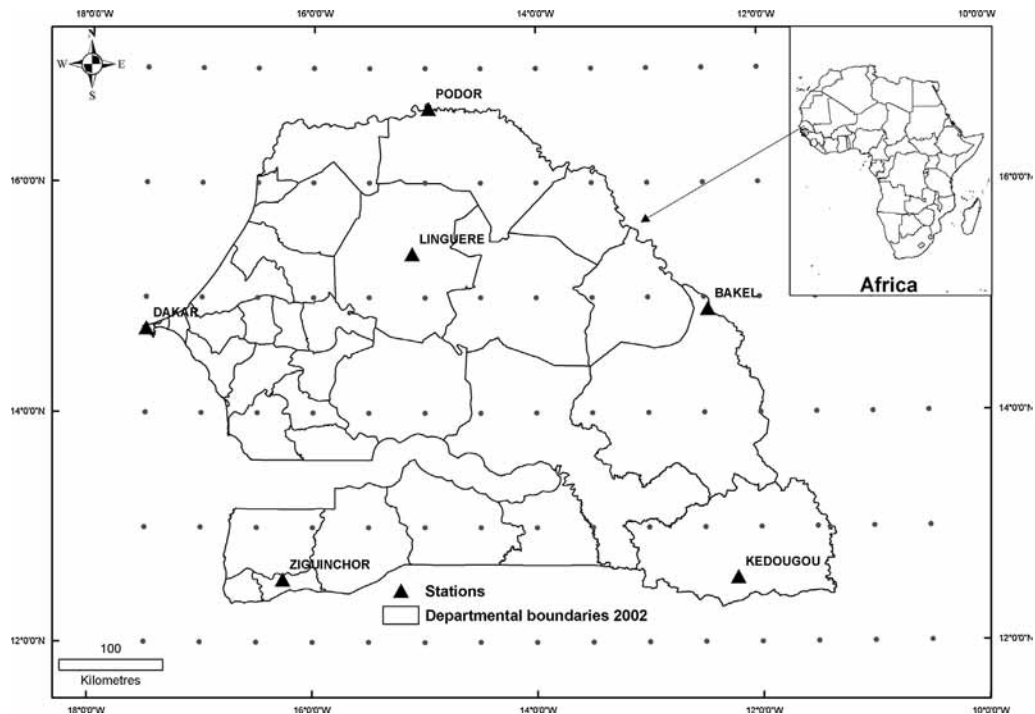 18°0'0"W 16°0'0"W 14°0'0"W 12°0'0"W 10°0'0"W
N
W E
S
PODOR
16°0'0"N 16°0'0"N
LINGUERE
Africa
BAKEL
DAKAR
14°0'0"N 14°0'0"N
ZIGUINCHOR
KEDOUGOU
Stations
Departmental boundaries 2002
12°0'0"N 12°0'0"N
100
Kilometres
18°0'0"W 16°0'0"W 14°0'0"W 12°0'0"W 10°0'0"W